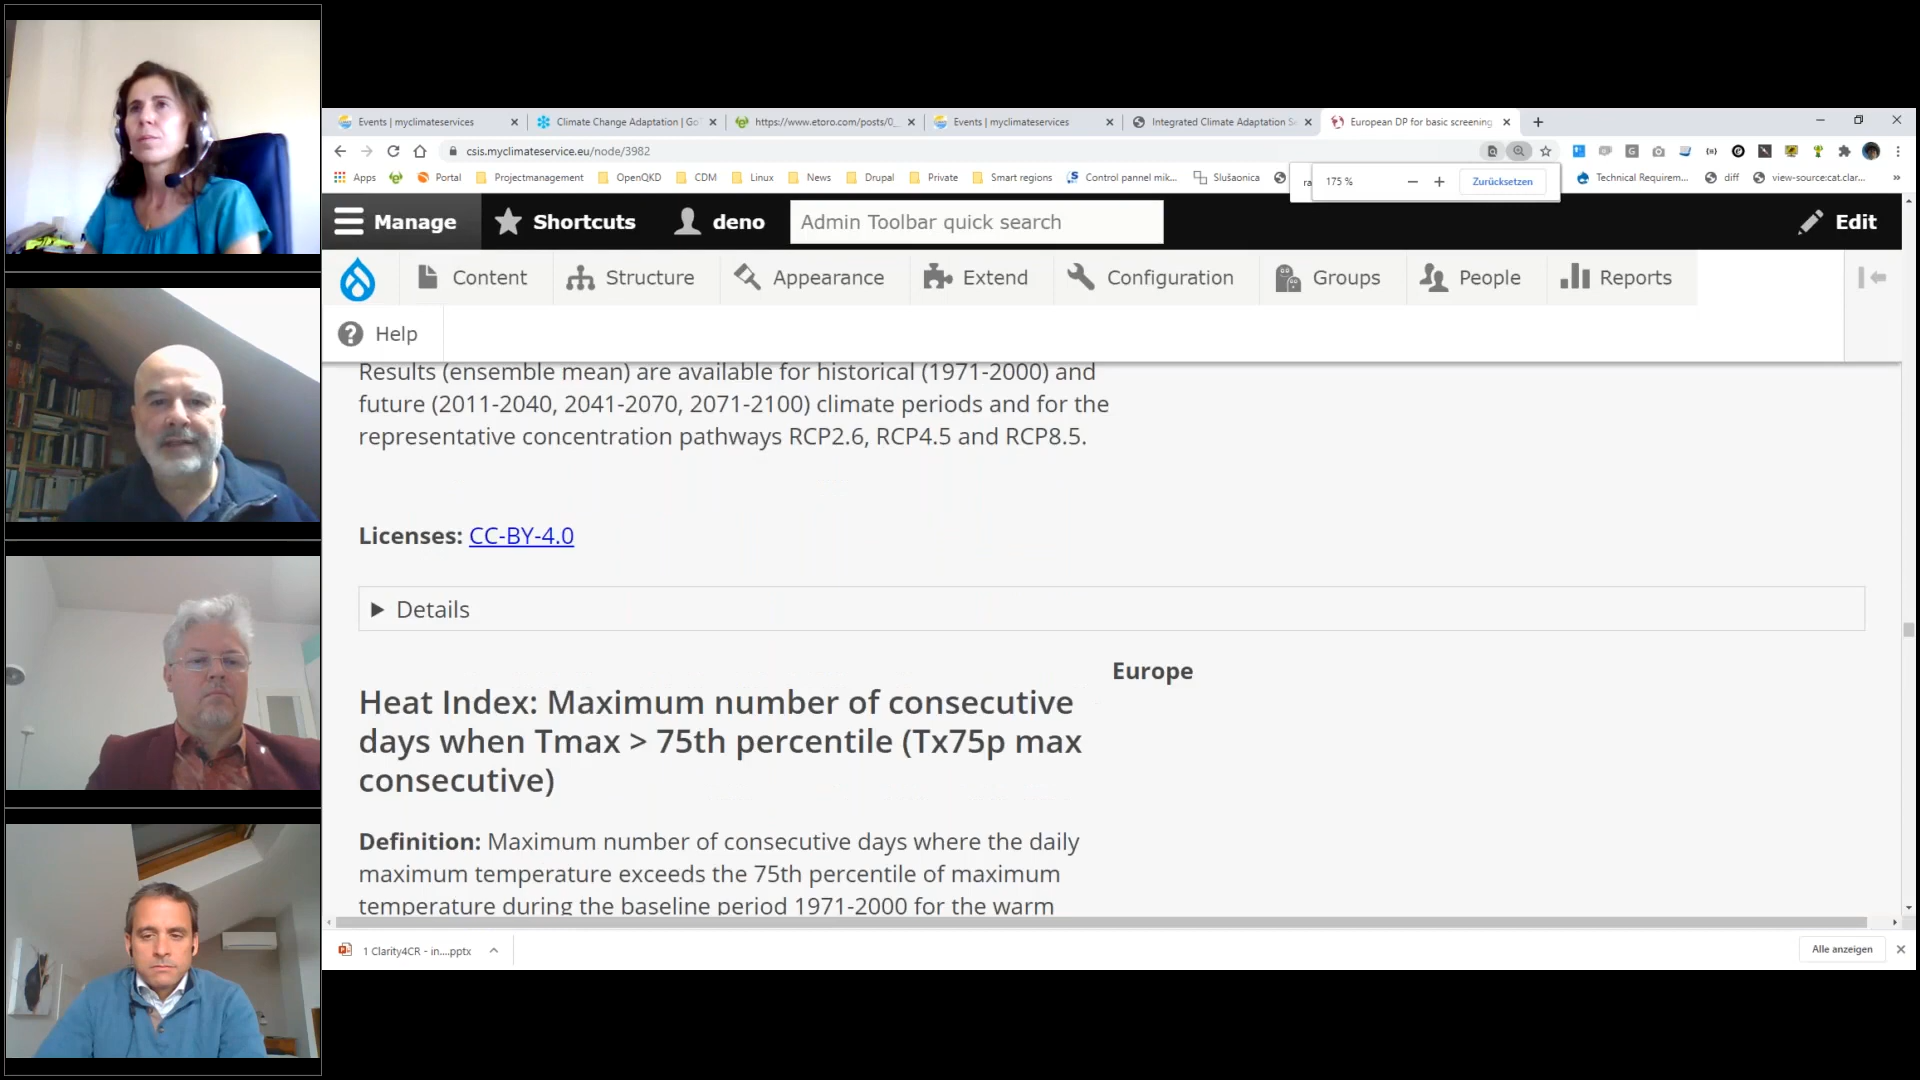 Events | myclimateservices
Climate Change Adaptation | Go
https://www.etoro.com/posts/0_
Events | myclimateservices
Integrated Climate Adaptation S
European DP for basic screening
csis.myclimateservice.eu/node/3982
Apps
Portal
Projectmanagement
OpenQKD
CDM
Linux
News
Drupal
Private
Smart regions
Control pannel mik...
Slušaonica
ra
175 %
Zurücksetzen
Technical Requirem...
diff
view-source:cat.clar...
Manage
Shortcuts
deno
Admin Toolbar quick search
Edit
Content
Structure
Appearance
Extend
Configuration
Groups
People
Reports
Help
Results (ensemble mean) are available for historical (1971-2000) and
future (2011-2040, 2041-2070, 2071-2100) climate periods and for the
representative concentration pathways RCP2.6, RCP4.5 and RCP8.5.
Licenses: CC-BY-4.0
Details
Europe
Heat Index: Maximum number of consecutive
days when Tmax > 75th percentile (Tx75p max
consecutive)
Definition: Maximum number of consecutive days where the daily
maximum temperature exceeds the 75th percentile of maximum
temperature during the baseline period 1971-2000 for the warm
1 Clarity4CR - in....pptx
Alle anzeigen